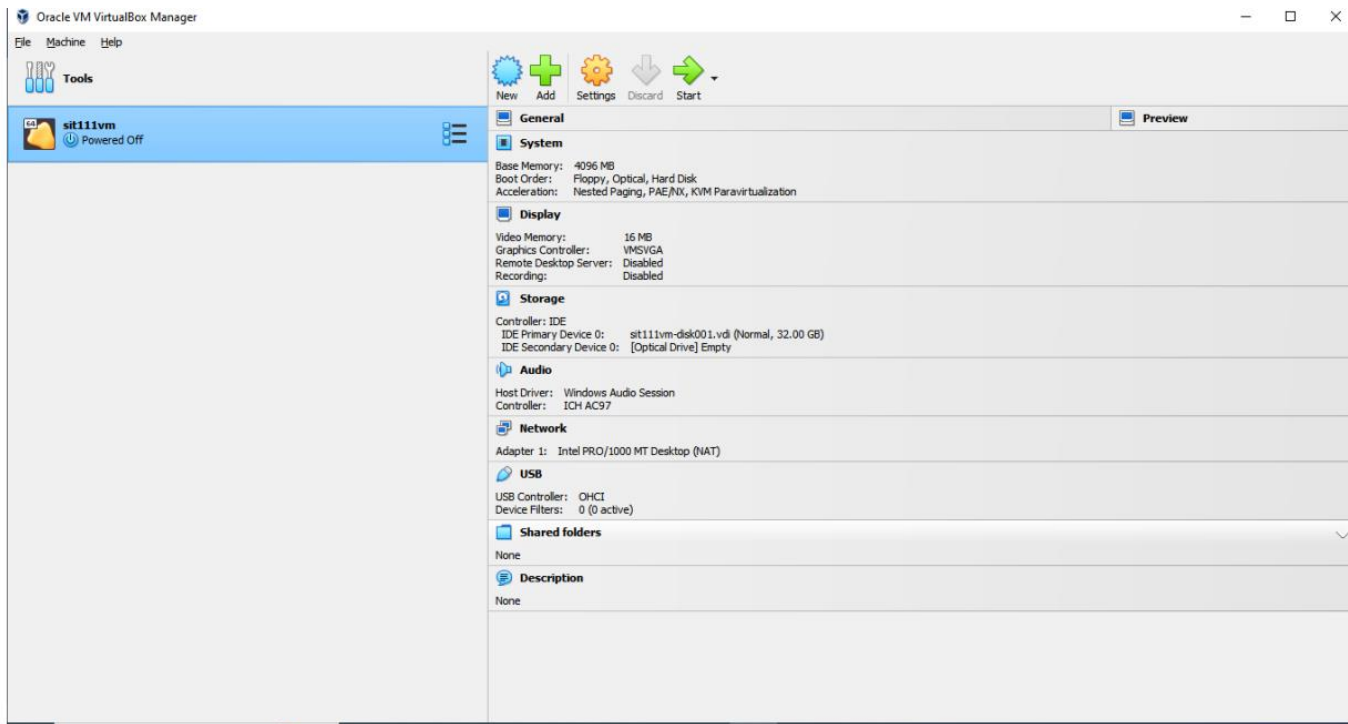 Oracle VM VirtualBox Manager
File Machine Help
Tools
New Add Settings Discard Start
64
sit111vm
Powered Off
General
Preview
System
Base Memory: 4096 MB
Boot Order: Floppy, Optical, Hard Disk
Acceleration: Nested Paging, PAE/NX, KVM Paravirtualization
Display
Video Memory: 16 MB
Graphics Controller: VMSVGA
Remote Desktop Server: Disabled
Recording: Disabled
Storage
Controller: IDE
IDE Primary Device 0: sit111vm-disk001.vdi (Normal, 32.00 GB)
IDE Secondary Device 0: [Optical Drive] Empty
Audio
Host Driver: Windows Audio Session
Controller: ICH AC97
Network
Adapter 1: Intel PRO/1000 MT Desktop (NAT)
USB
USB Controller: OHCI
Device Filters: 0 (0 active)
Shared folders
None
Description
None